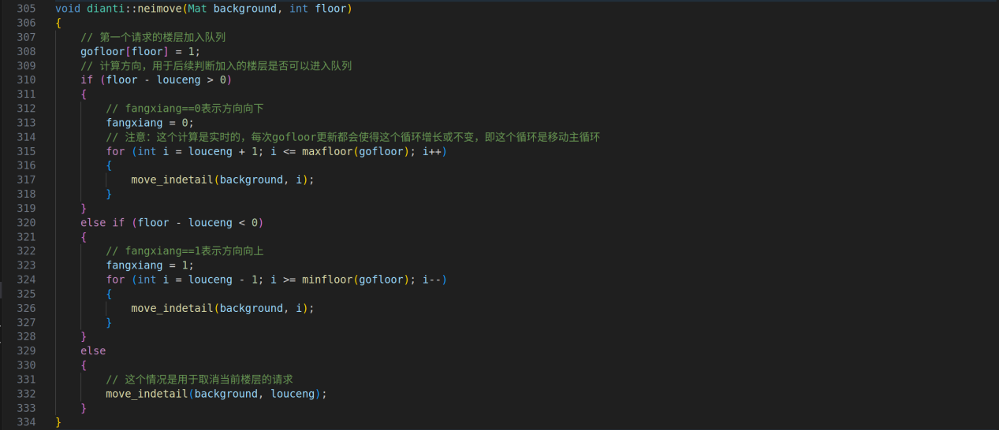 305 void dianti::neimove(Mat background, int floor)
306 {
307     // 第一个请求的楼层加入队列
308     gofloor[floor] = 1;
309     // 计算方向，用于后续判断加入的楼层是否可以进入队列
310     if (floor - louceng > 0)
311     {
312         // fangxiang==0表示方向向下
313         fangxiang = 0;
314         // 注意：这个计算是实时的，每次gofloor更新都会使得这个循环增长或不变，即这个循环是移动主循环
315         for (int i = louceng + 1; i <= maxfloor(gofloor); i++)
316         {
317             move_indetail(background, i);
318         }
319     }
320     else if (floor - louceng < 0)
321     {
322         // fangxiang==1表示方向向上
323         fangxiang = 1;
324         for (int i = louceng - 1; i >= minfloor(gofloor); i--)
325         {
326             move_indetail(background, i);
327         }
328     }
329     else
330     {
331         // 这个情况是用于取消当前楼层的请求
332         move_indetail(background, louceng);
333     }
334 }